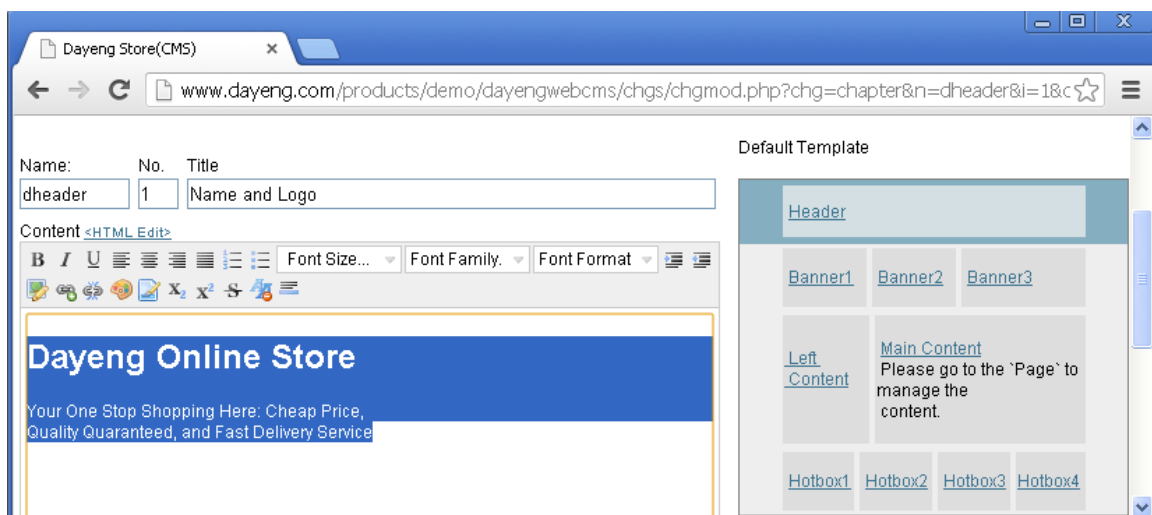 Dayeng Store(CMS)
www.dayeng.com/products/demo/dayengwebcms/chgs/chgmod.php?chg=chapter&n=dheader&i=1&c
Default Template
Name: No. Title
dheader 1 Name and Logo
Content <HTML Edit>
B I U Font Size... Font Family. Font Format
X₂ X² S
Dayeng Online Store
Your One Stop Shopping Here: Cheap Price,
Quality Quaranteed, and Fast Delivery Service
Header
Banner1 Banner2 Banner3
Left
Content
Main Content
Please go to the `Page` to
manage the
content.
Hotbox1 Hotbox2 Hotbox3 Hotbox4